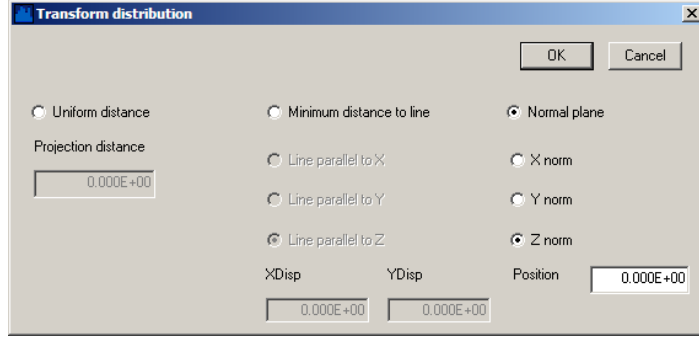 Transform distribution
OK Cancel
Uniform distance Minimum distance to line Normal plane
Projection distance
0.000E+00
Line parallel to X X norm
Line parallel to Y Y norm
Line parallel to Z Z norm
XDisp YDisp Position 0.000E+00
0.000E+00 0.000E+00